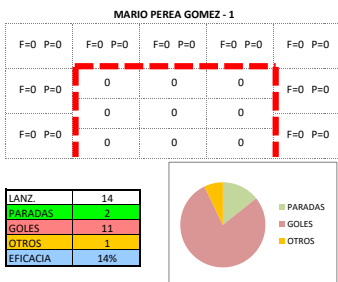 MARIO PEREA GOMEZ - 1
F=0 P=0 F=0 P=0 F=0 P=0 F=0 P=0 F=0 P=0
F=0 P=0 0 0 0 F=0 P=0
0 0 0
F=0 P=0 0 0 0 F=0 P=0
LANZ. 14
PARADAS 2
GOLES 11
OTROS 1
EFICACIA 14%
PARADAS
GOLES
OTROS